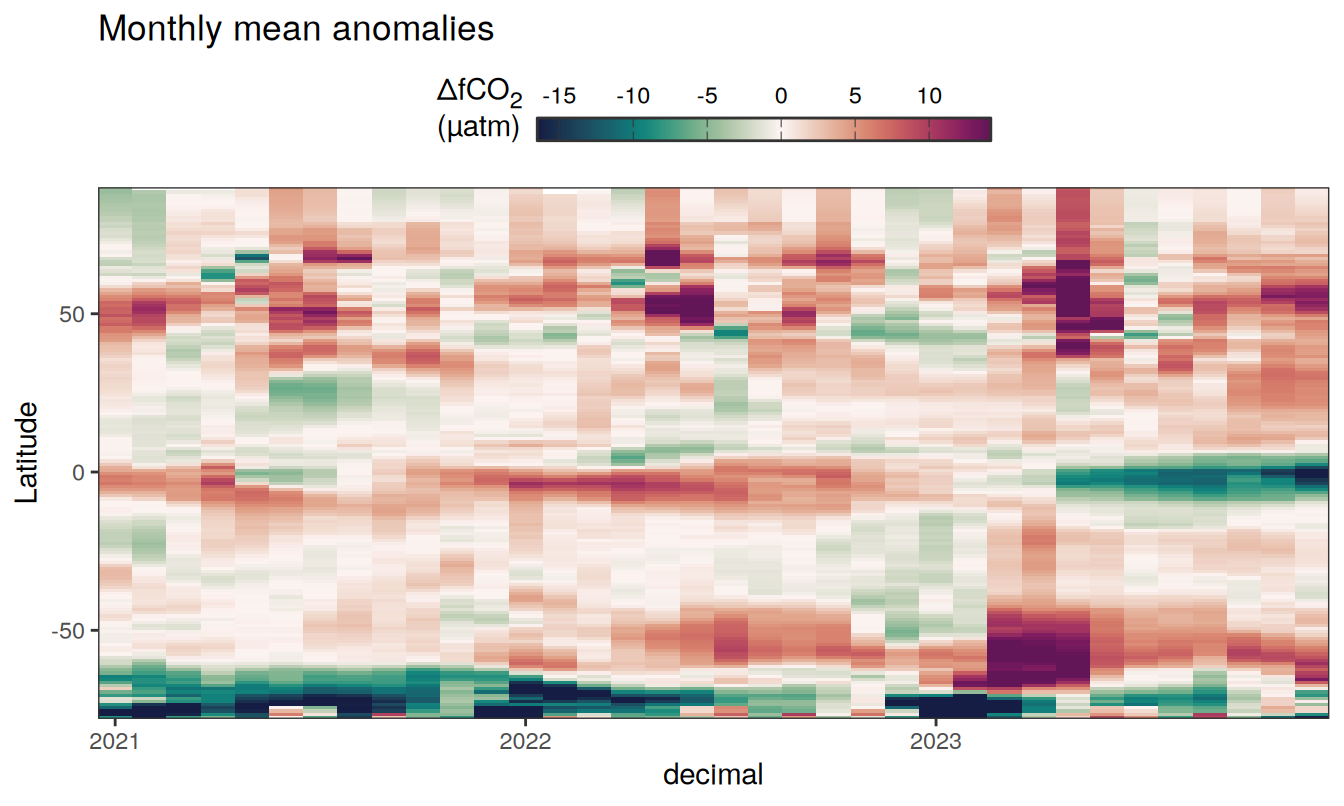 Monthly mean anomalies
ΔfCO₂
(µatm)
-15 -10 -5 0 5 10
Latitude
50
0
-50
2021 2022 2023
decimal